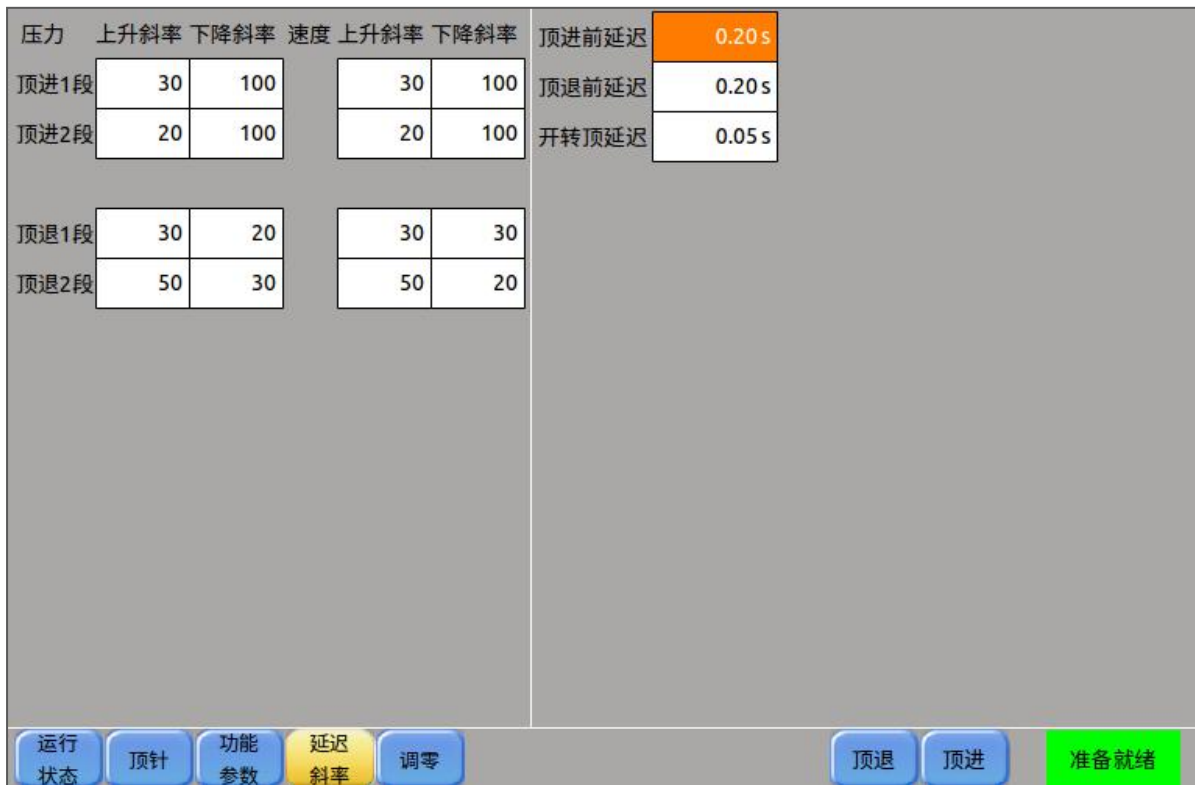 压力 上升斜率 下降斜率 速度 上升斜率 下降斜率 顶进前延迟 0.20 s
顶进1段 30 100 30 100 顶退前延迟 0.20 s
顶进2段 20 100 20 100 开转顶延迟 0.05 s
顶退1段 30 20 30 30
顶退2段 50 30 50 20
运行 状态 顶针 功能 参数 延迟 斜率 调零 顶退 顶进 准备就绪